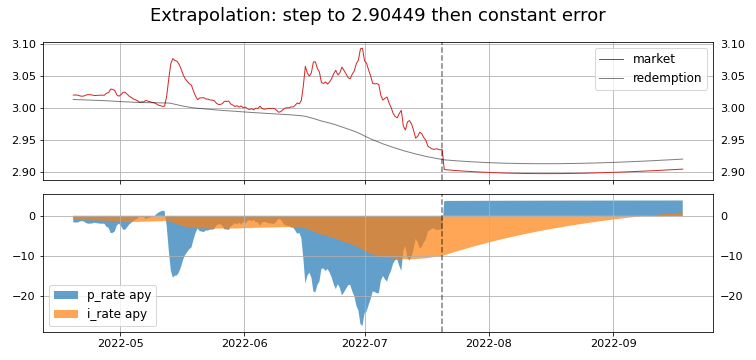 Extrapolation: step to 2.90449 then constant error
3.10 3.10
market
redemption
3.05 3.05
3.00 3.00
2.95 2.95
2.90 2.90
0 0
−10 −10
−20 −20
p_rate apy
i_rate apy
2022-05 2022-06 2022-07 2022-08 2022-09